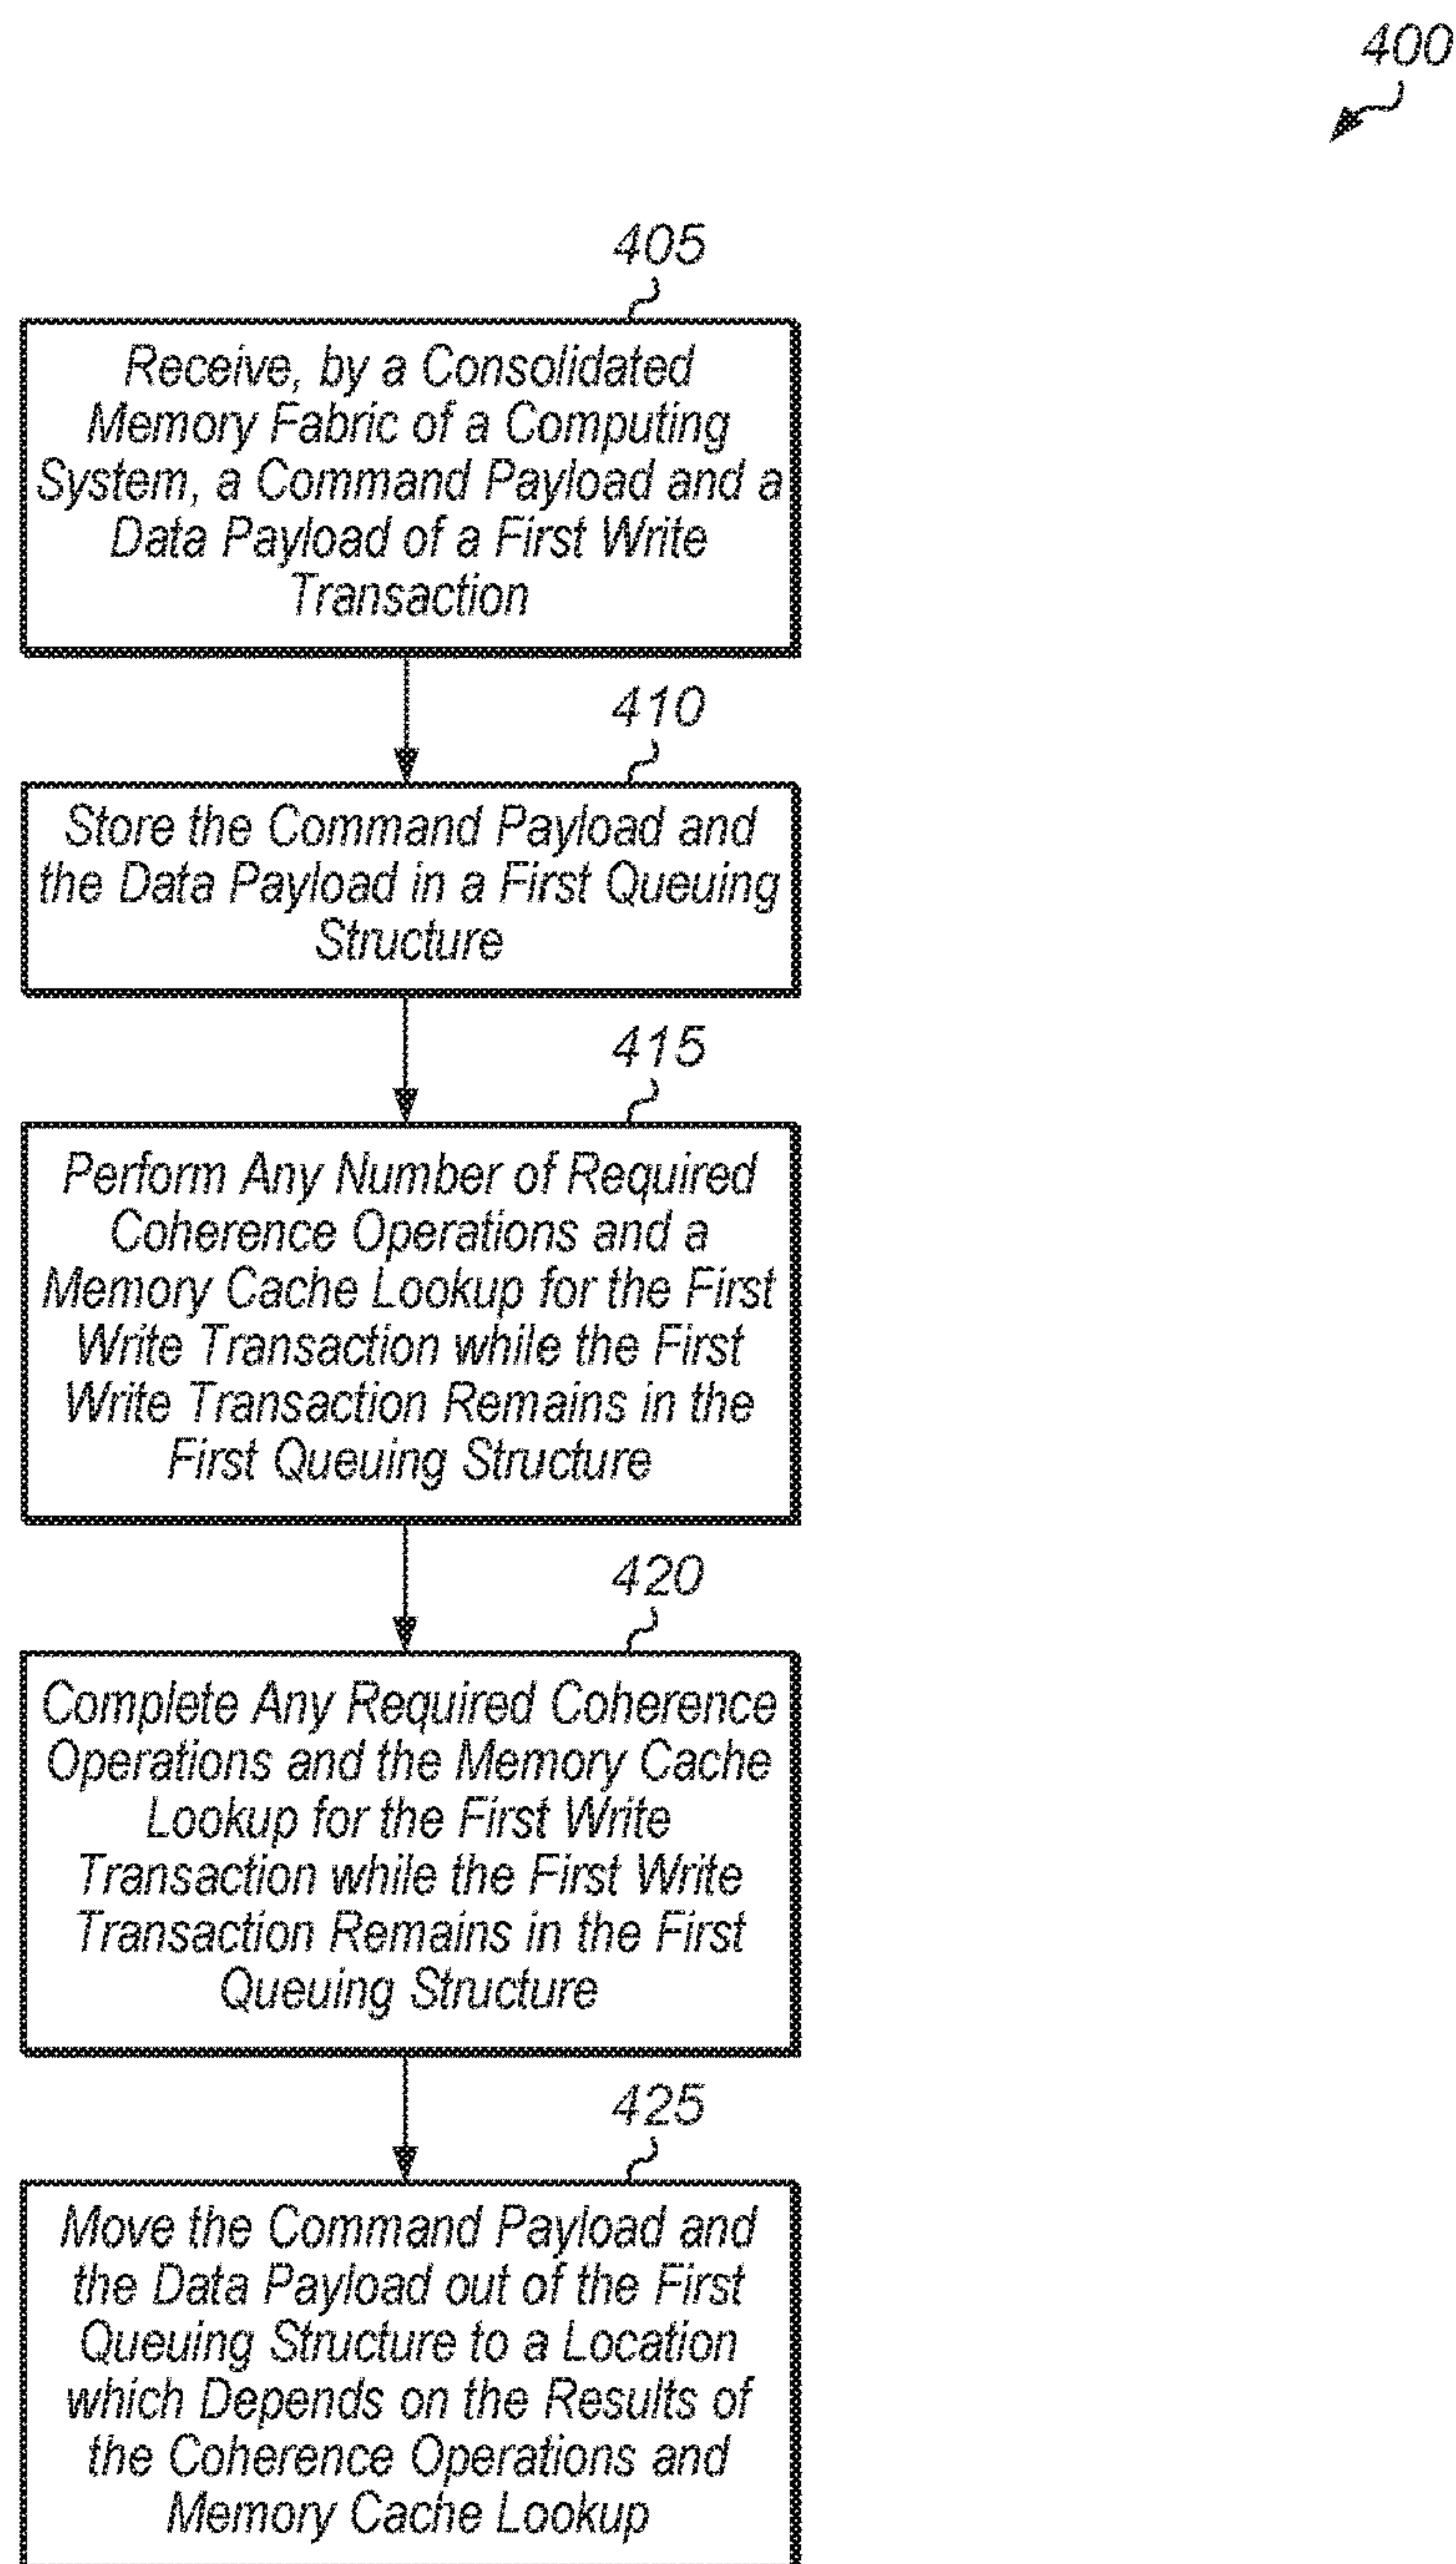 400
405
Receive, by a Consolidated
Memory Fabric of a Computing
System, a Command Payload and a
Data Payload of a First Write
Transaction
410
Store the Command Payload and
the Data Payload in a First Queuing
Structure
415
Perform Any Number of Required
Coherence Operations and a
Memory Cache Lookup for the First
Write Transaction while the First
Write Transaction Remains in the
First Queuing Structure
420
Complete Any Required Coherence
Operations and the Memory Cache
Lookup for the First Write
Transaction while the First Write
Transaction Remains in the First
Queuing Structure
425
Move the Command Payload and
the Data Payload out of the First
Queuing Structure to a Location
which Depends on the Results of
the Coherence Operations and
Memory Cache Lookup